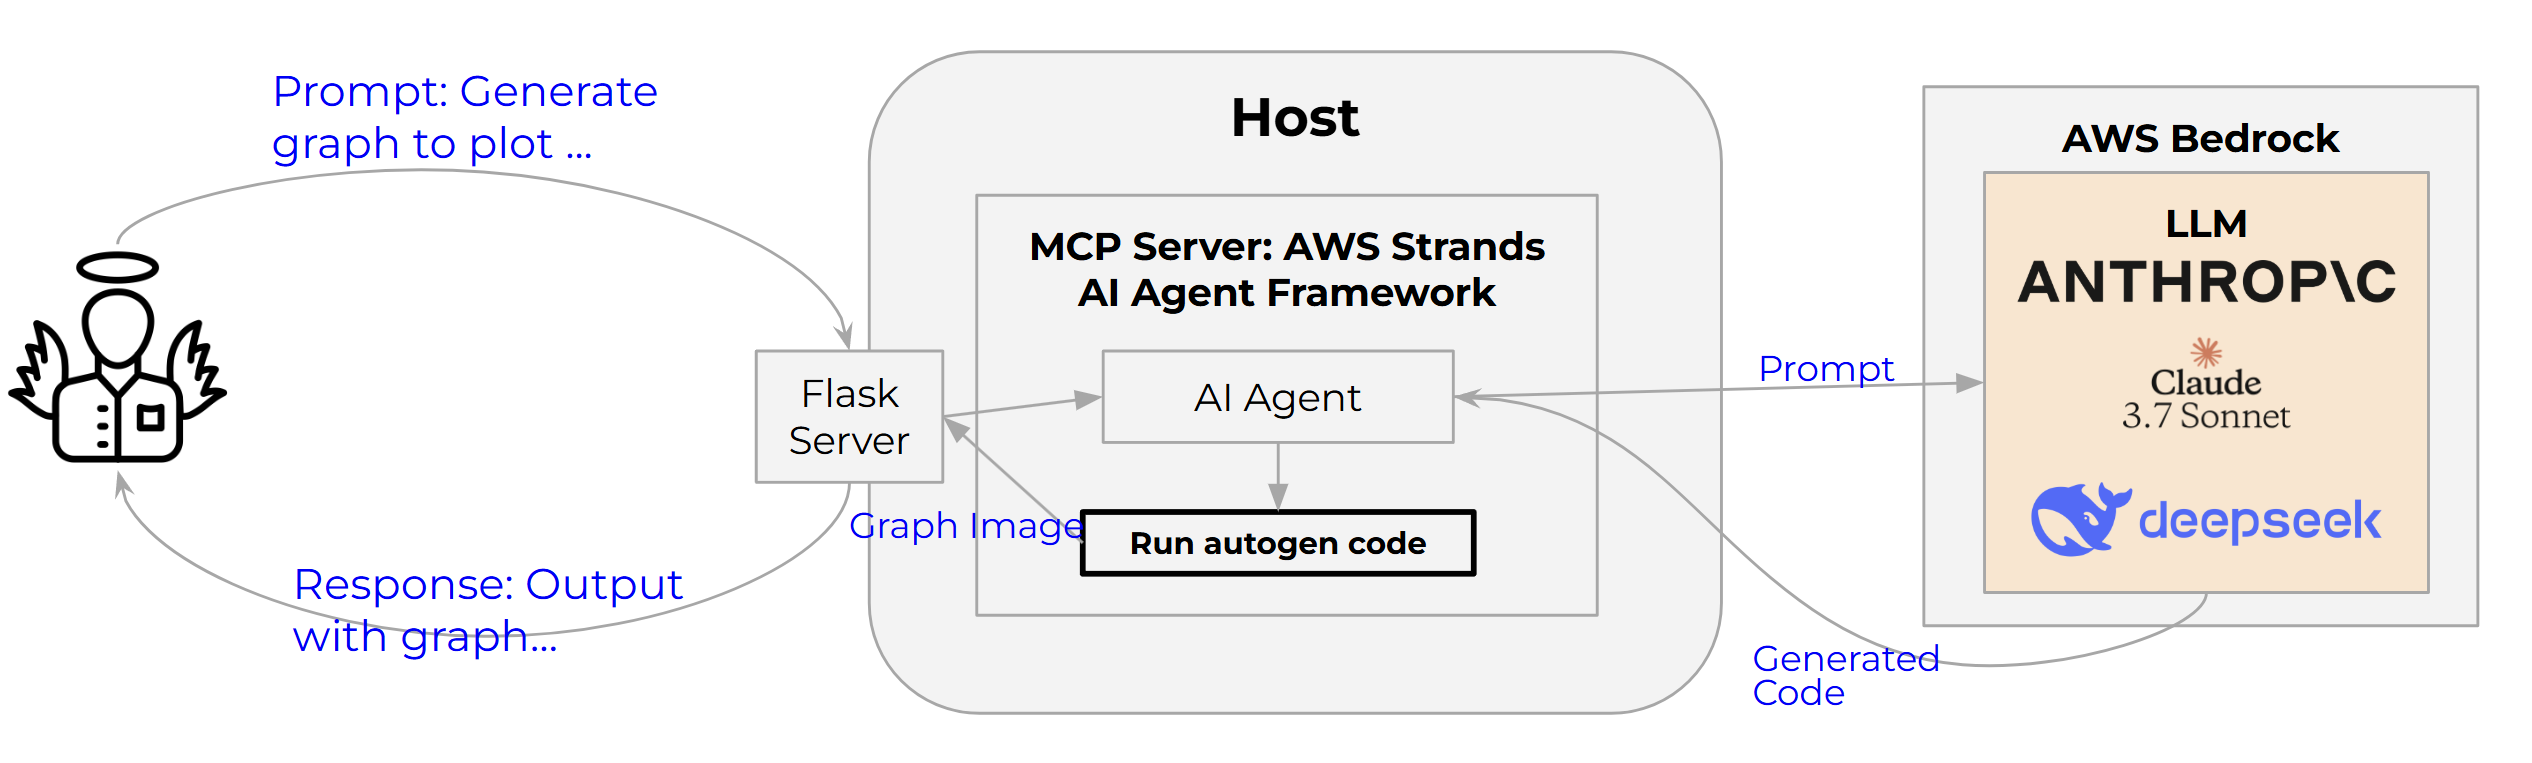 Prompt: Generate
graph to plot ...
Host
AWS Bedrock
MCP Server: AWS Strands
AI Agent Framework
LLM
ANTHROP\C
Claude
3.7 Sonnet
deepseek
Flask
Server
AI Agent
Prompt
Graph Image
Run autogen code
Response: Output
with graph...
Generated
Code